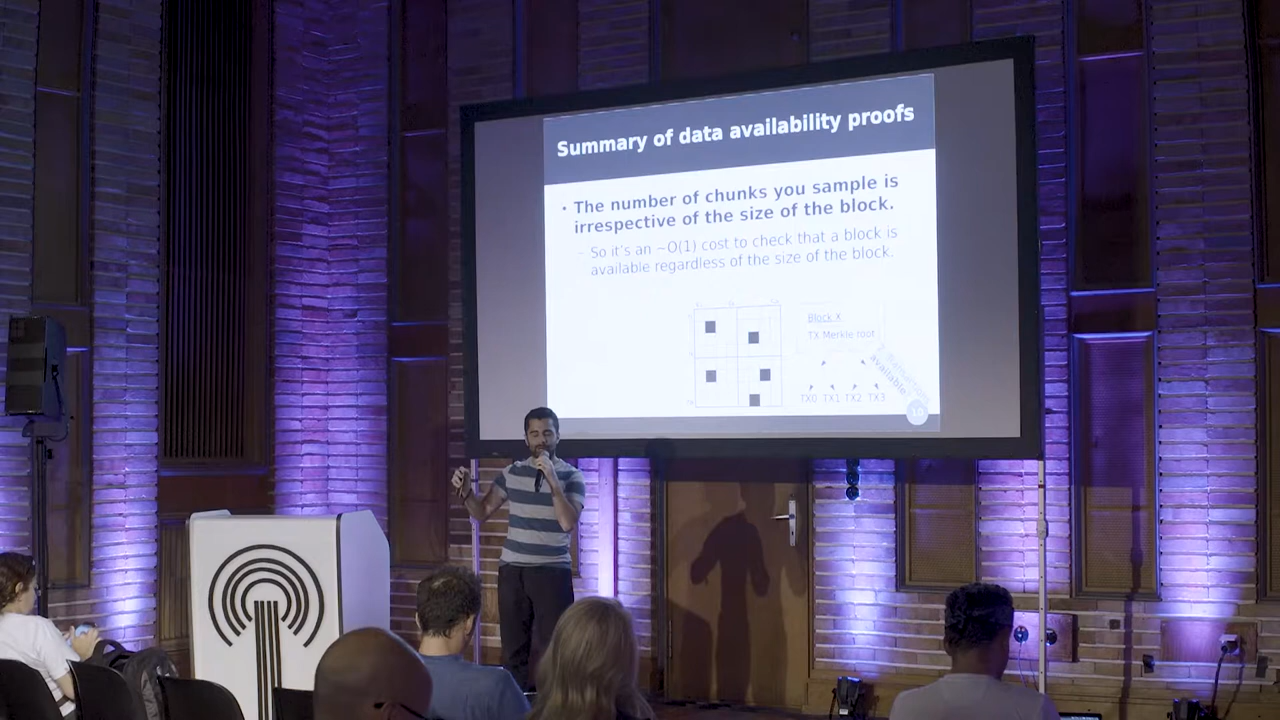 Summary of data availability proofs
• The number of chunks you sample is
irrespective of the size of the block.
– So it's an ~O(1) cost to check that a block is
available regardless of the size of the block.
Block X
TX Merkle root
available?
TX0 TX1 TX2 TX3
10